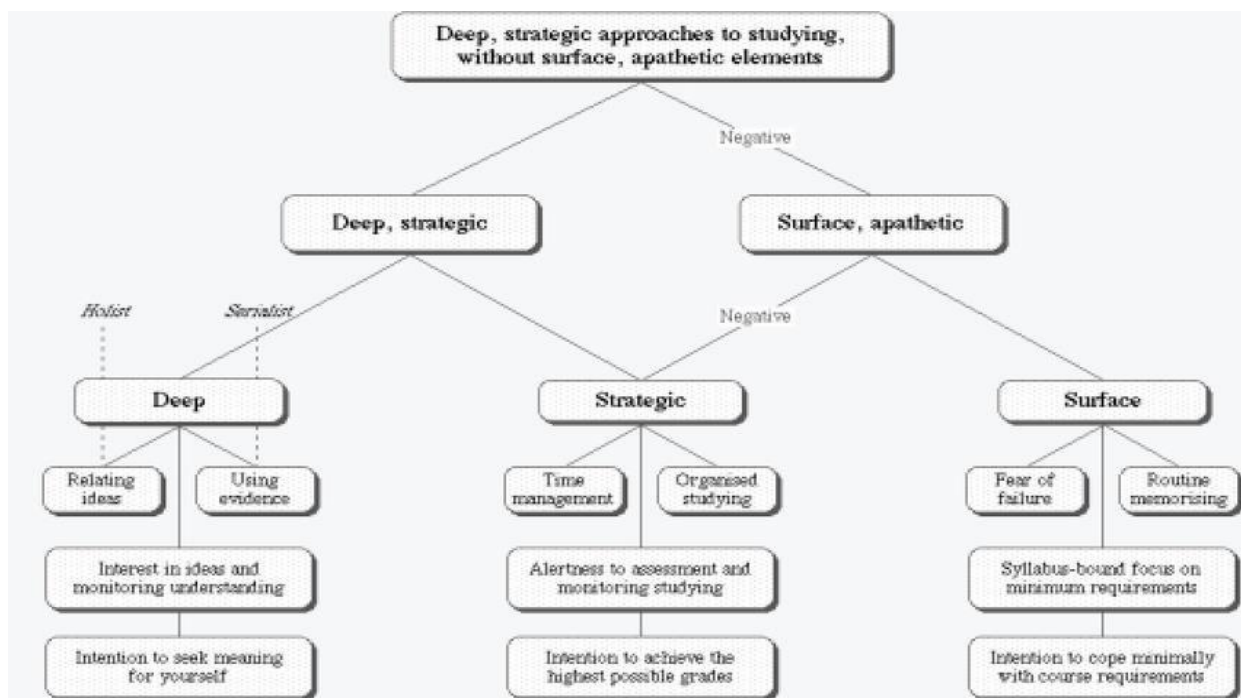 Deep, strategic approaches to studying,
without surface, apathetic elements
Negative
Deep, strategic
Surface, apathetic
Holist
Serialist
Negative
Deep
Strategic
Surface
Relating
ideas
Using
evidence
Time
management
Organised
studying
Fear of
failure
Routine
memorising
Interest in ideas and
monitoring understanding
Alertness to assessment and
monitoring studying
Syllabus-bound focus on
minimum requirements
Intention to seek meaning
for yourself
Intention to achieve the
highest possible grades
Intention to cope minimally
with course requirements